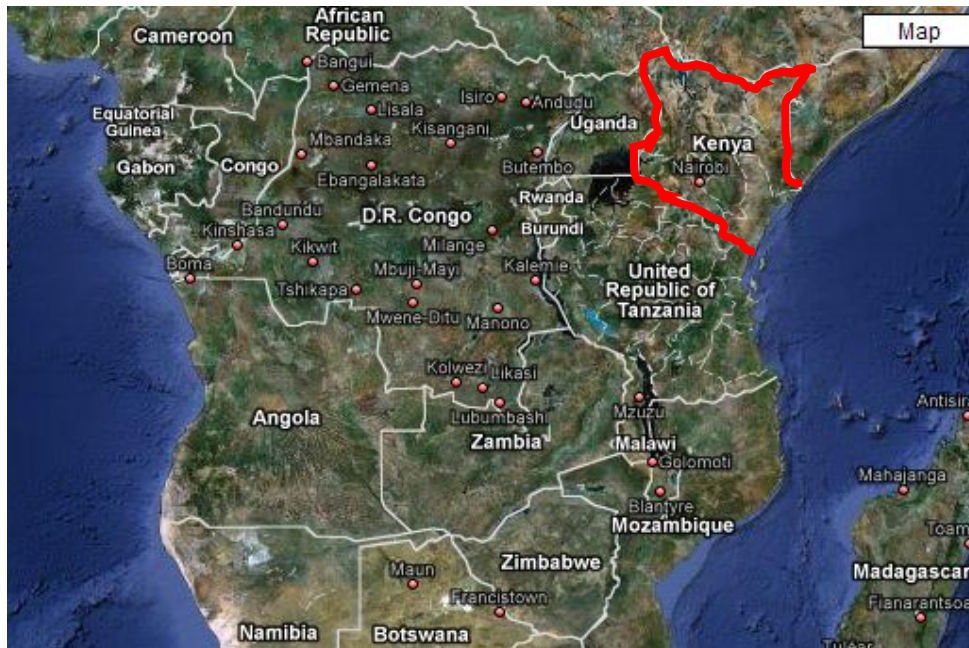 African
Republic
Map
Cameroon
Bangui
Gemena
Isiro
Andudu
Lisala
Equatorial
Guinea
Kisangani
Uganda
Mbandaka
Kenya
Gabon
Congo
Butembo
Nairobi
Ebangalakata
Rwanda
Bandundu
D.R. Congo
Burundi
Kinshasa
Kikwit
Milange
Boma
Mbuji-Mayi
Kalemie
United
Republic of
Tanzania
Tshikapa
Mwene-Ditu
Manono
Kolwezi
Likasi
Antisira
Lubumbashi
Mzuzu
Angola
Zambia
Malawi
Golomoti
Mahajanga
Blantyre
Mozambique
Toam
Zimbabwe
Maun
Madagascar
Francistown
Fianarantsoa
Namibia
Botswana
Tuléar